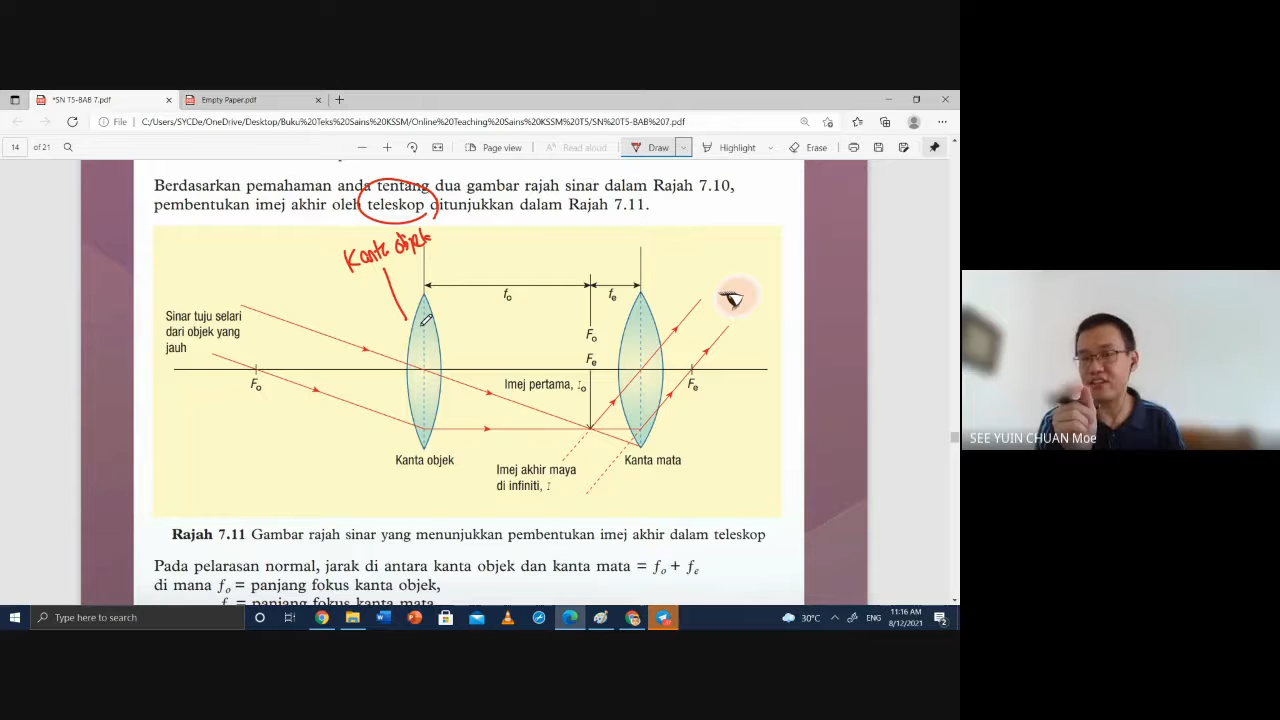 *SN T5-BAB 7.pdf
Empty Paper.pdf
File
C:/Users/SYCDe/OneDrive/Desktop/Buku%20Teks%20Sains%20KSSM/Online%20Teaching%20Sains%20KSSM%20T5/SN%20T5-BAB%207.pdf
14 of 21
Page view
Read aloud
Draw
Highlight
Erase
Berdasarkan pemahaman anda tentang dua gambar rajah sinar dalam Rajah 7.10,
pembentukan imej akhir oleh teleskop ditunjukkan dalam Rajah 7.11.
Kanta objek
fo
fe
Sinar tuju selari
dari objek yang
jauh
Fo
Fe
Fo
Imej pertama, Io
Fe
Kanta objek
Imej akhir maya
di infiniti, I
Kanta mata
Rajah 7.11 Gambar rajah sinar yang menunjukkan pembentukan imej akhir dalam teleskop
Pada pelarasan normal, jarak di antara kanta objek dan kanta mata = fo + fe
di mana fo = panjang fokus kanta objek,
fe = panjang fokus kanta mata
SEE YUIN CHUAN Moe
Type here to search
30°C
ENG
11:16 AM
8/12/2021
2